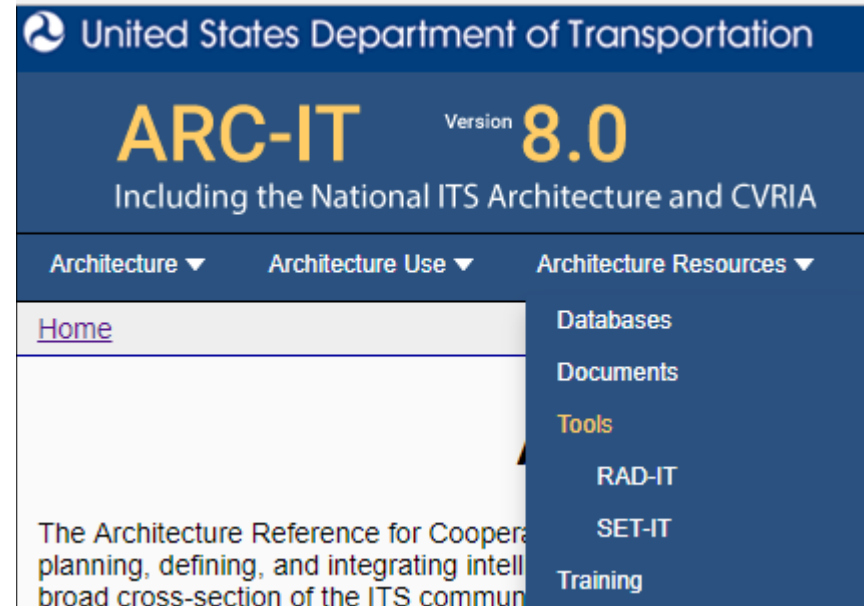 United States Department of Transportation
ARC-IT Version 8.0
Including the National ITS Architecture and CVRIA
Architecture Architecture Use Architecture Resources
Home
Databases
Documents
Tools
RAD-IT
SET-IT
Training
The Architecture Reference for Coopera
planning, defining, and integrating intell
broad cross-section of the ITS commun